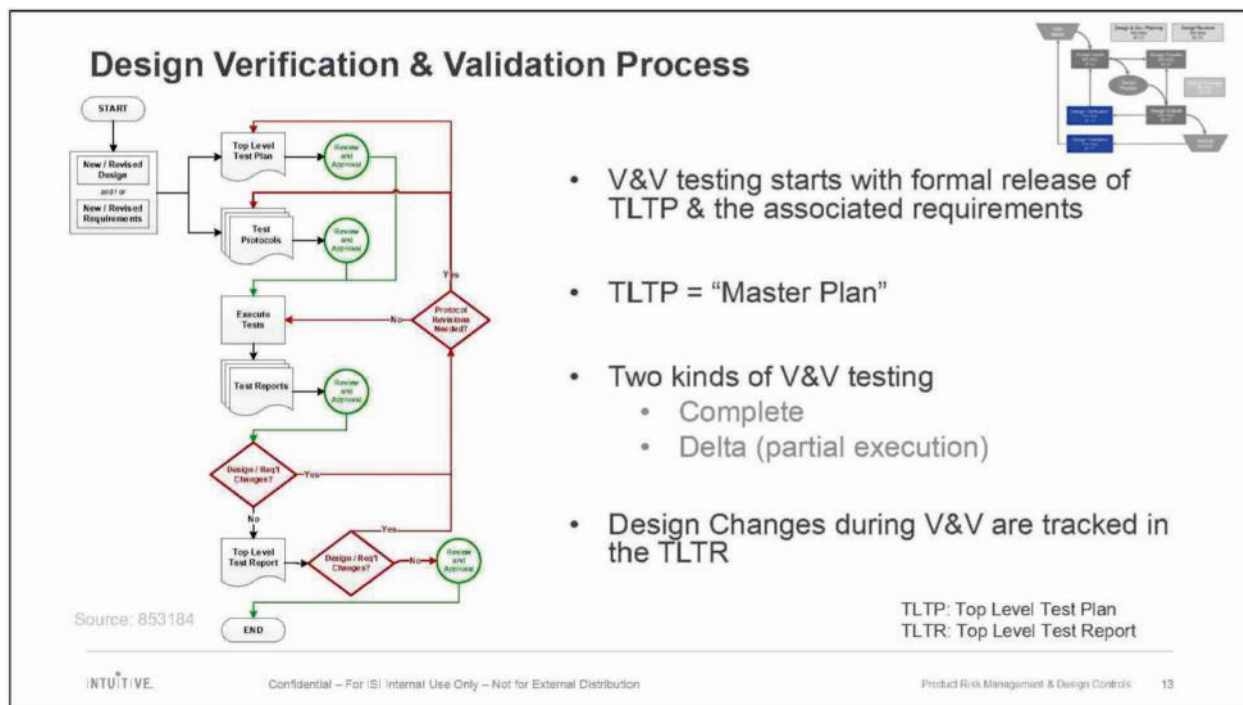 Design Verification & Validation Process
START
New / Revised
Design
and / or
New / Revised
Requirements
Top Level
Test Plan
Review
and
Approval
Test
Protocols
Review
and
Approval
Execute
Tests
No
Protocol
Revisions
Needed?
Yes
Test Reports
Review
and
Approval
Design / Req't
Changes?
Yes
No
Top Level
Test Report
Design / Req't
Changes?
Yes
No
Review
and
Approval
END
• V&V testing starts with formal release of
TLTP & the associated requirements
• TLTP = “Master Plan”
• Two kinds of V&V testing
• Complete
• Delta (partial execution)
• Design Changes during V&V are tracked in
the TLTR
Source: 853184
TLTP: Top Level Test Plan
TLTR: Top Level Test Report
INTUITIVE
Confidential – For ISI Internal Use Only – Not for External Distribution
Product Risk Management & Design Controls
13